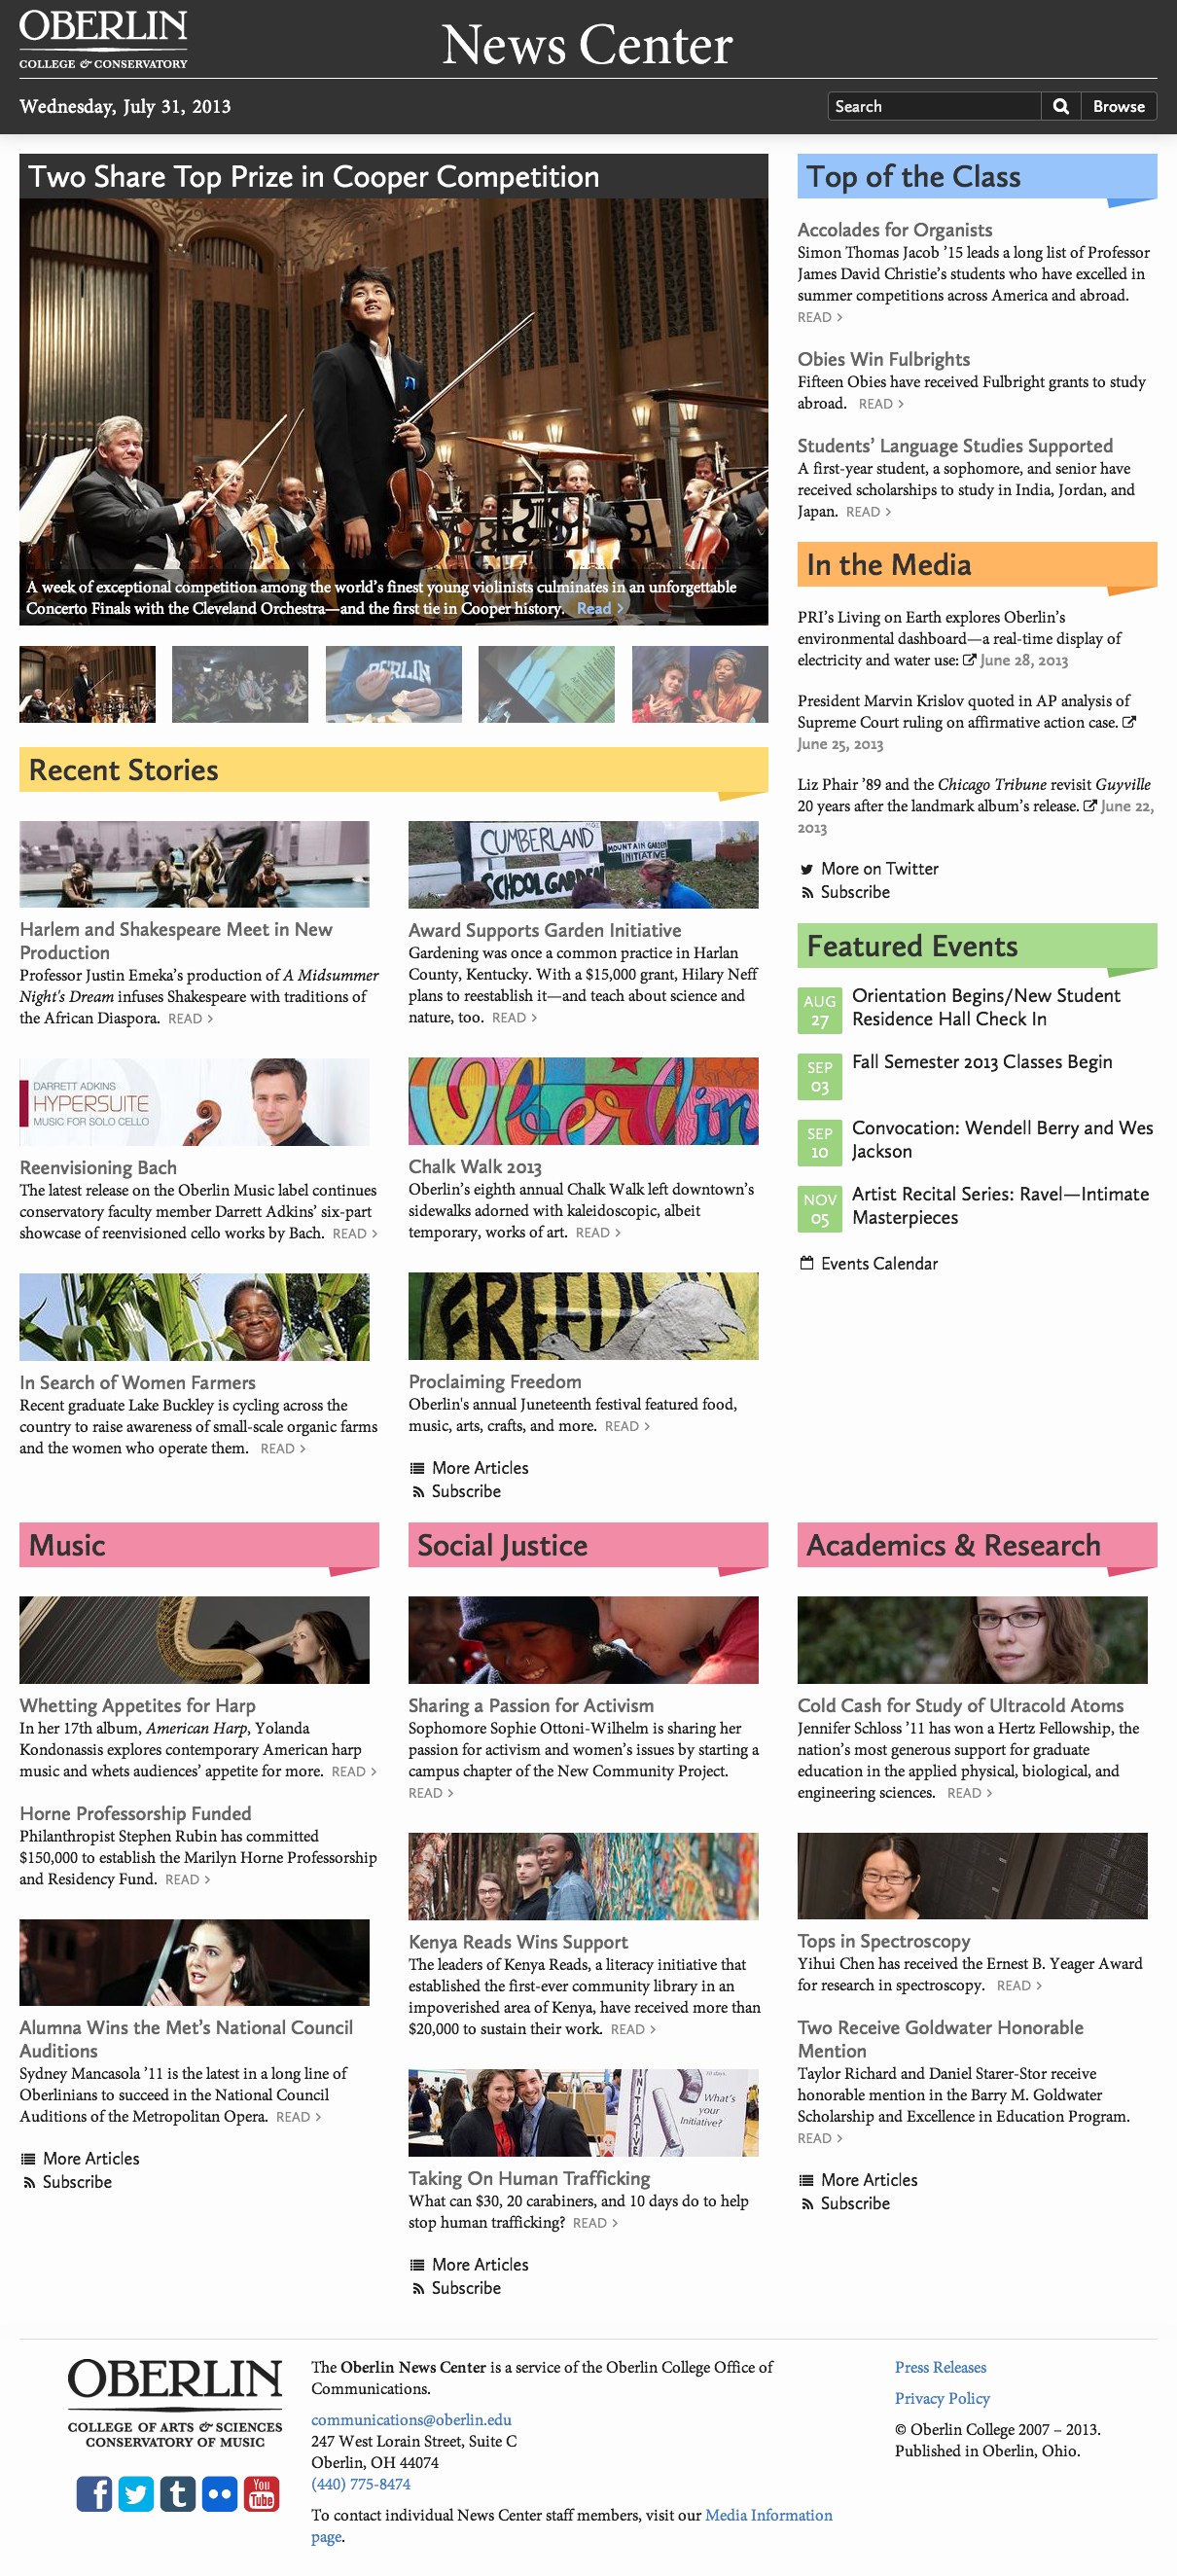 OBERLIN
COLLEGE & CONSERVATORY
News Center
Wednesday, July 31, 2013
Search
Browse
Two Share Top Prize in Cooper Competition
A week of exceptional competition among the world's finest young violinists culminates in an unforgettable
Concerto Finals with the Cleveland Orchestra—and the first tie in Cooper history. Read >
BERLIN
Recent Stories
CUMBERLAND
MOUNTAIN GARDEN
INITIATIVE
SCHOOL GARDEN
Harlem and Shakespeare Meet in New
Production
Professor Justin Emeka's production of A Midsummer
Night's Dream infuses Shakespeare with traditions of
the African Diaspora. READ >
Award Supports Garden Initiative
Gardening was once a common practice in Harlan
County, Kentucky. With a $15,000 grant, Hilary Neff
plans to reestablish it—and teach about science and
nature, too. READ >
DARRETT ADKINS
HYPERSUITE
MUSIC FOR SOLO CELLO
Reenvisioning Bach
The latest release on the Oberlin Music label continues
conservatory faculty member Darrett Adkins' six-part
showcase of reenvisioned cello works by Bach. READ >
Oberlin
Chalk Walk 2013
Oberlin's eighth annual Chalk Walk left downtown's
sidewalks adorned with kaleidoscopic, albeit
temporary, works of art. READ >
In Search of Women Farmers
Recent graduate Lake Buckley is cycling across the
country to raise awareness of small-scale organic farms
and the women who operate them. READ >
FREEDOM
Proclaiming Freedom
Oberlin's annual Juneteenth festival featured food,
music, arts, crafts, and more. READ >
More Articles
Subscribe
Top of the Class
Accolades for Organists
Simon Thomas Jacob '15 leads a long list of Professor
James David Christie's students who have excelled in
summer competitions across America and abroad.
READ >
Obies Win Fulbrights
Fifteen Obies have received Fulbright grants to study
abroad. READ >
Students' Language Studies Supported
A first-year student, a sophomore, and senior have
received scholarships to study in India, Jordan, and
Japan. READ >
In the Media
PRI's Living on Earth explores Oberlin's
environmental dashboard—a real-time display of
electricity and water use: June 28, 2013
President Marvin Krislov quoted in AP analysis of
Supreme Court ruling on affirmative action case.
June 25, 2013
Liz Phair '89 and the Chicago Tribune revisit Guyville
20 years after the landmark album's release. June 22,
2013
More on Twitter
Subscribe
Featured Events
AUG
27
Orientation Begins/New Student
Residence Hall Check In
SEP
03
Fall Semester 2013 Classes Begin
SEP
10
Convocation: Wendell Berry and Wes
Jackson
NOV
05
Artist Recital Series: Ravel—Intimate
Masterpieces
Events Calendar
Music
Whetting Appetites for Harp
In her 17th album, American Harp, Yolanda
Kondonassis explores contemporary American harp
music and whets audiences' appetite for more. READ >
Horne Professorship Funded
Philanthropist Stephen Rubin has committed
$150,000 to establish the Marilyn Horne Professorship
and Residency Fund. READ >
Alumna Wins the Met's National Council
Auditions
Sydney Mancasola '11 is the latest in a long line of
Oberlinians to succeed in the National Council
Auditions of the Metropolitan Opera. READ >
More Articles
Subscribe
Social Justice
Sharing a Passion for Activism
Sophomore Sophie Ottoni-Wilhelm is sharing her
passion for activism and women's issues by starting a
campus chapter of the New Community Project.
READ >
Kenya Reads Wins Support
The leaders of Kenya Reads, a literacy initiative that
established the first-ever community library in an
impoverished area of Kenya, have received more than
$20,000 to sustain their work. READ >
INITIATIVE
10 days.
What's
your
Initiative?
Taking On Human Trafficking
What can $30, 20 carabiners, and 10 days do to help
stop human trafficking? READ >
More Articles
Subscribe
Academics & Research
Cold Cash for Study of Ultracold Atoms
Jennifer Schloss '11 has won a Hertz Fellowship, the
nation's most generous support for graduate
education in the applied physical, biological, and
engineering sciences. READ >
Tops in Spectroscopy
Yihui Chen has received the Ernest B. Yeager Award
for research in spectroscopy. READ >
Two Receive Goldwater Honorable
Mention
Taylor Richard and Daniel Starer-Stor receive
honorable mention in the Barry M. Goldwater
Scholarship and Excellence in Education Program.
READ >
More Articles
Subscribe
OBERLIN
COLLEGE OF ARTS & SCIENCES
CONSERVATORY OF MUSIC
f
t
You
Tube
The Oberlin News Center is a service of the Oberlin College Office of
Communications.
communications@oberlin.edu
247 West Lorain Street, Suite C
Oberlin, OH 44074
(440) 775-8474
To contact individual News Center staff members, visit our Media Information
page.
Press Releases
Privacy Policy
© Oberlin College 2007 – 2013.
Published in Oberlin, Ohio.